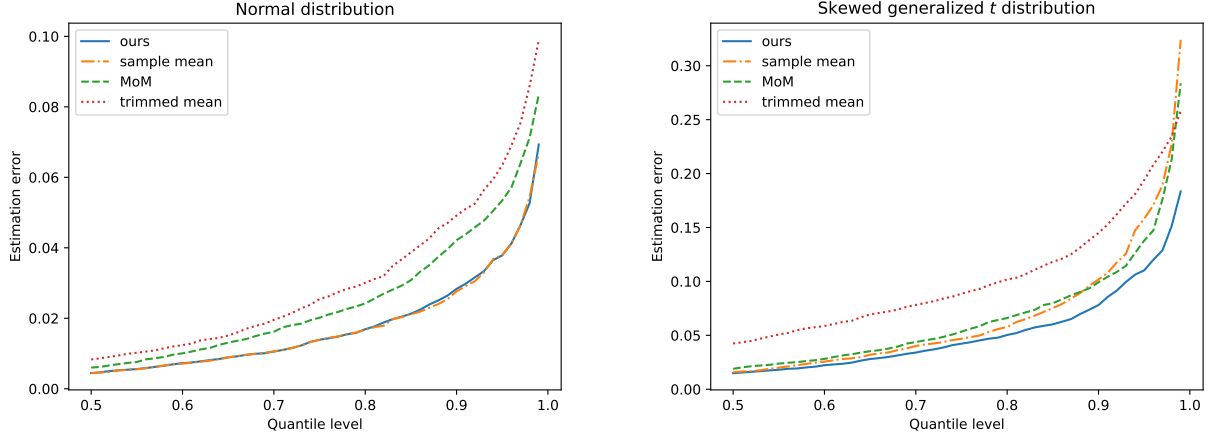 Normal distribution
ours
sample mean
MoM
trimmed mean
0.10
0.08
0.06
0.04
0.02
0.00
Estimation error
0.5 0.6 0.7 0.8 0.9 1.0
Quantile level
Skewed generalized t distribution
ours
sample mean
MoM
trimmed mean
0.30
0.25
0.20
0.15
0.10
0.05
0.00
Estimation error
0.5 0.6 0.7 0.8 0.9 1.0
Quantile level